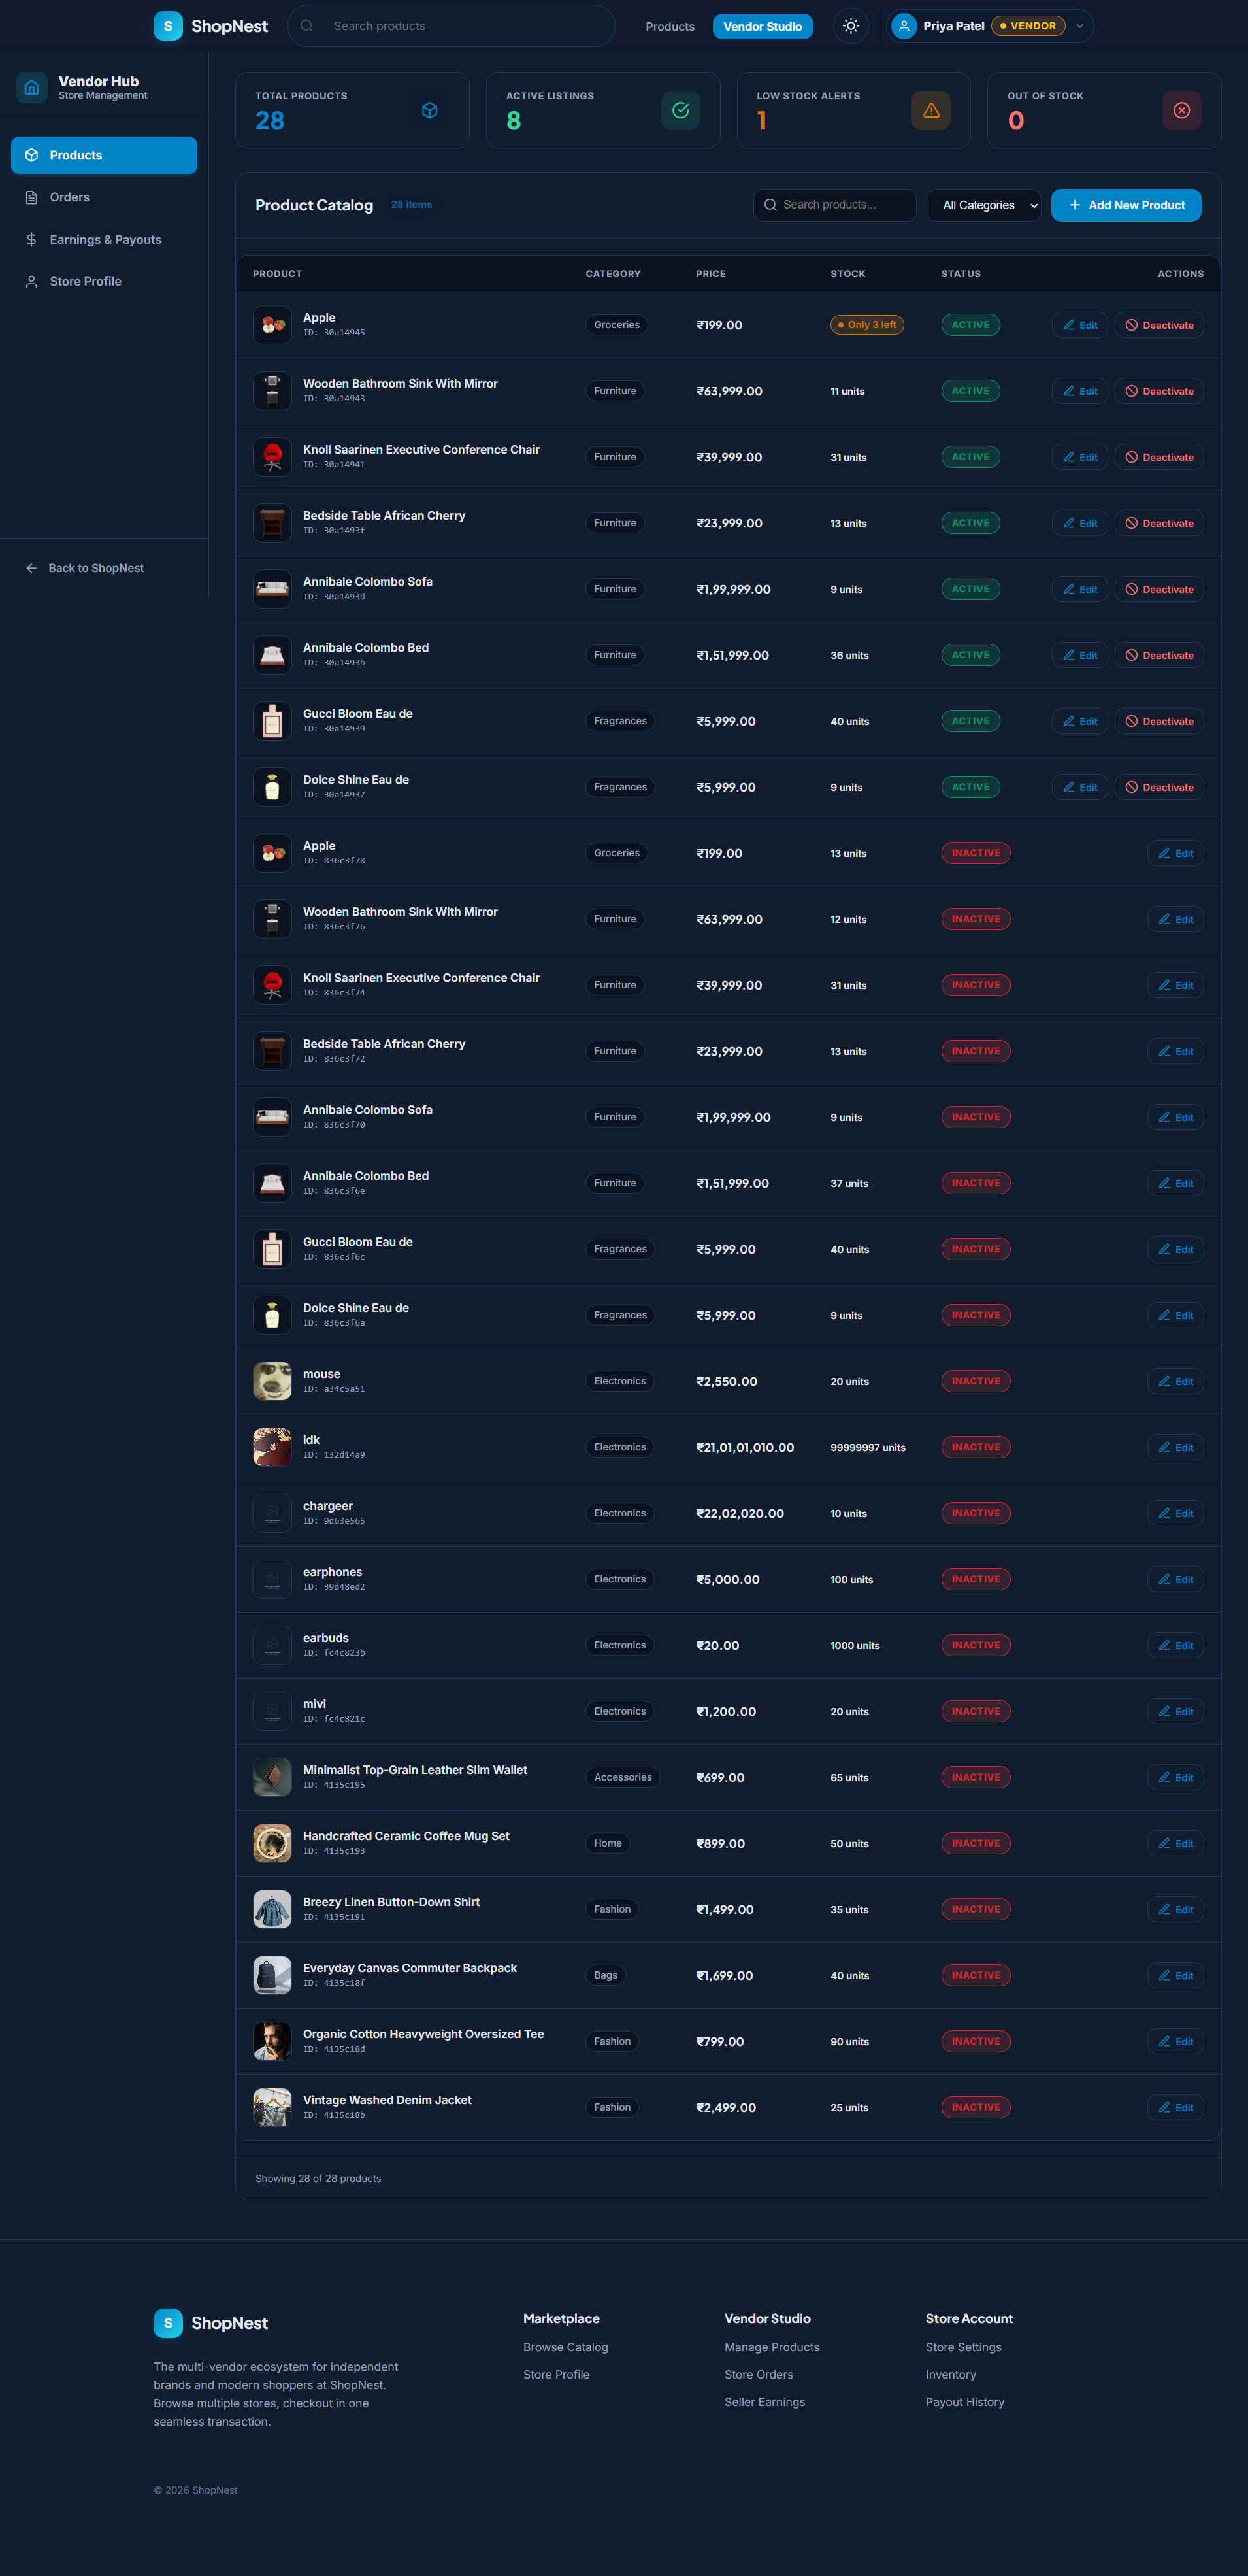 S ShopNest
Search products
Products
Vendor Studio
Priya Patel
VENDOR
Vendor Hub
Store Management
Products
Orders
Earnings & Payouts
Store Profile
Back to ShopNest
TOTAL PRODUCTS
28
ACTIVE LISTINGS
8
LOW STOCK ALERTS
1
OUT OF STOCK
0
Product Catalog 28 items
Search products...
All Categories
Add New Product
PRODUCT CATEGORY PRICE STOCK STATUS ACTIONS
Apple
ID: 30a14945
Groceries ₹199.00 Only 3 left ACTIVE Edit Deactivate
Wooden Bathroom Sink With Mirror
ID: 30a14943
Furniture ₹63,999.00 11 units ACTIVE Edit Deactivate
Knoll Saarinen Executive Conference Chair
ID: 30a14941
Furniture ₹39,999.00 31 units ACTIVE Edit Deactivate
Bedside Table African Cherry
ID: 30a1493f
Furniture ₹23,999.00 13 units ACTIVE Edit Deactivate
Annibale Colombo Sofa
ID: 30a1493d
Furniture ₹1,99,999.00 9 units ACTIVE Edit Deactivate
Annibale Colombo Bed
ID: 30a1493b
Furniture ₹1,51,999.00 36 units ACTIVE Edit Deactivate
Gucci Bloom Eau de
ID: 30a14939
Fragrances ₹5,999.00 40 units ACTIVE Edit Deactivate
Dolce Shine Eau de
ID: 30a14937
Fragrances ₹5,999.00 9 units ACTIVE Edit Deactivate
Apple
ID: 836c3f78
Groceries ₹199.00 13 units INACTIVE Edit
Wooden Bathroom Sink With Mirror
ID: 836c3f76
Furniture ₹63,999.00 12 units INACTIVE Edit
Knoll Saarinen Executive Conference Chair
ID: 836c3f74
Furniture ₹39,999.00 31 units INACTIVE Edit
Bedside Table African Cherry
ID: 836c3f72
Furniture ₹23,999.00 13 units INACTIVE Edit
Annibale Colombo Sofa
ID: 836c3f70
Furniture ₹1,99,999.00 9 units INACTIVE Edit
Annibale Colombo Bed
ID: 836c3f6e
Furniture ₹1,51,999.00 37 units INACTIVE Edit
Gucci Bloom Eau de
ID: 836c3f6c
Fragrances ₹5,999.00 40 units INACTIVE Edit
Dolce Shine Eau de
ID: 836c3f6a
Fragrances ₹5,999.00 9 units INACTIVE Edit
mouse
ID: a34c5a51
Electronics ₹2,550.00 20 units INACTIVE Edit
idk
ID: 132d14a9
Electronics ₹21,01,01,010.00 99999997 units INACTIVE Edit
chargeer
ID: 9d63e565
Electronics ₹22,02,020.00 10 units INACTIVE Edit
earphones
ID: 39d48ed2
Electronics ₹5,000.00 100 units INACTIVE Edit
earbuds
ID: fc4c823b
Electronics ₹20.00 1000 units INACTIVE Edit
mivi
ID: fc4c821c
Electronics ₹1,200.00 20 units INACTIVE Edit
Minimalist Top-Grain Leather Slim Wallet
ID: 4135c195
Accessories ₹699.00 65 units INACTIVE Edit
Handcrafted Ceramic Coffee Mug Set
ID: 4135c193
Home ₹899.00 50 units INACTIVE Edit
Breezy Linen Button-Down Shirt
ID: 4135c191
Fashion ₹1,499.00 35 units INACTIVE Edit
Everyday Canvas Commuter Backpack
ID: 4135c18f
Bags ₹1,699.00 40 units INACTIVE Edit
Organic Cotton Heavyweight Oversized Tee
ID: 4135c18d
Fashion ₹799.00 90 units INACTIVE Edit
Vintage Washed Denim Jacket
ID: 4135c18b
Fashion ₹2,499.00 25 units INACTIVE Edit
Showing 28 of 28 products
S ShopNest
The multi-vendor ecosystem for independent
brands and modern shoppers at ShopNest.
Browse multiple stores, checkout in one
seamless transaction.
Marketplace
Browse Catalog
Store Profile
Vendor Studio
Manage Products
Store Orders
Seller Earnings
Store Account
Store Settings
Inventory
Payout History
© 2026 ShopNest